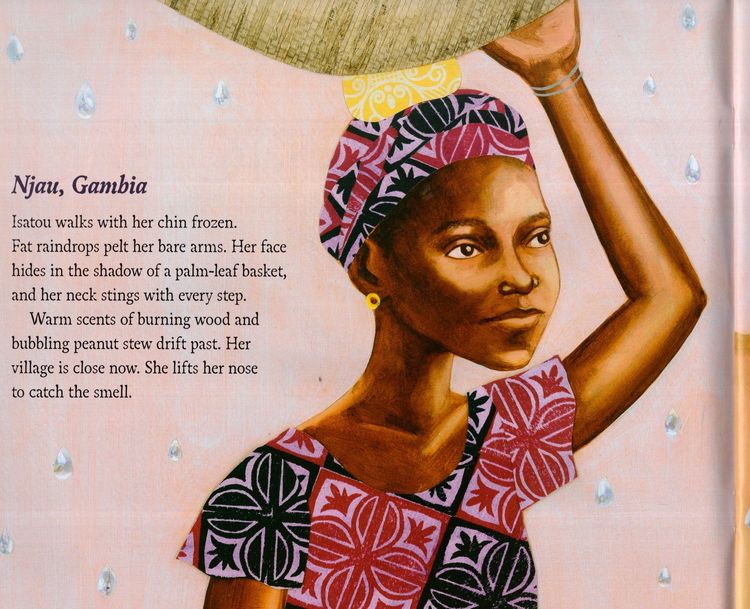 Njau, Gambia
Isatou walks with her chin frozen.
Fat raindrops pelt her bare arms. Her face
hides in the shadow of a palm-leaf basket,
and her neck stings with every step.
Warm scents of burning wood and
bubbling peanut stew drift past. Her
village is close now. She lifts her nose
to catch the smell.